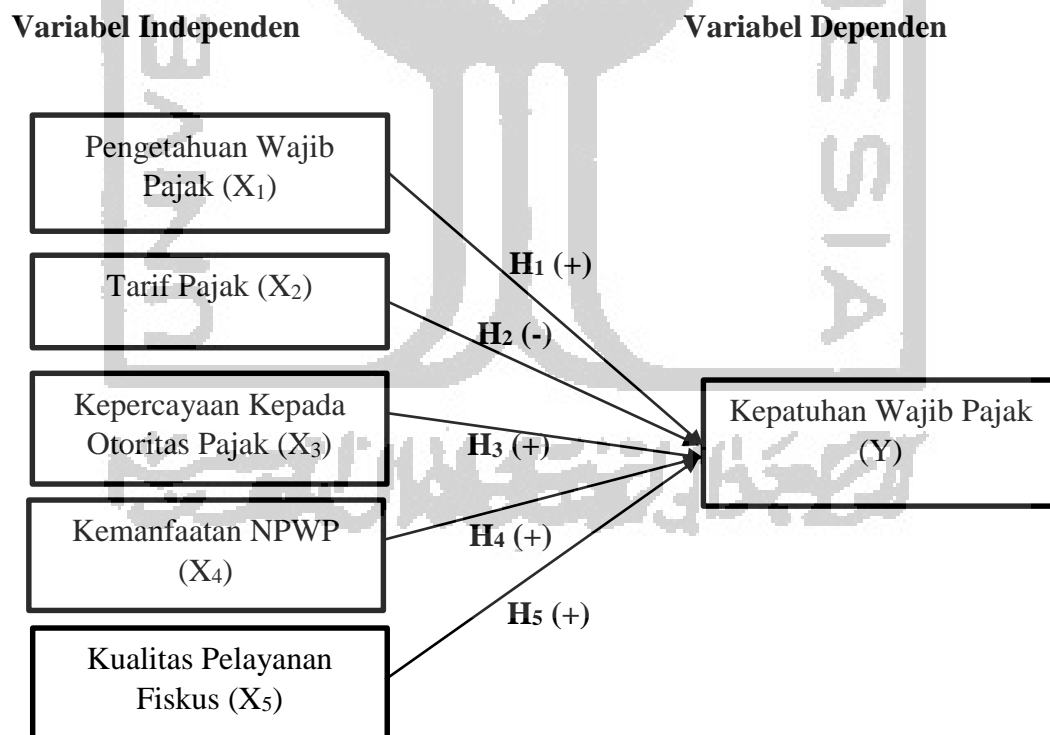 Variabel Independen
Variabel Dependen
Pengetahuan Wajib
Pajak (X₁)
H₁ (+)
Tarif Pajak (X₂)
H₂ (-)
Kepercayaan Kepada
Otoritas Pajak (X₃)
H₃ (+)
Kepatuhan Wajib Pajak
(Y)
Kemanfaatan NPWP
(X₄)
H₄ (+)
Kualitas Pelayanan
Fiskus (X₅)
H₅ (+)